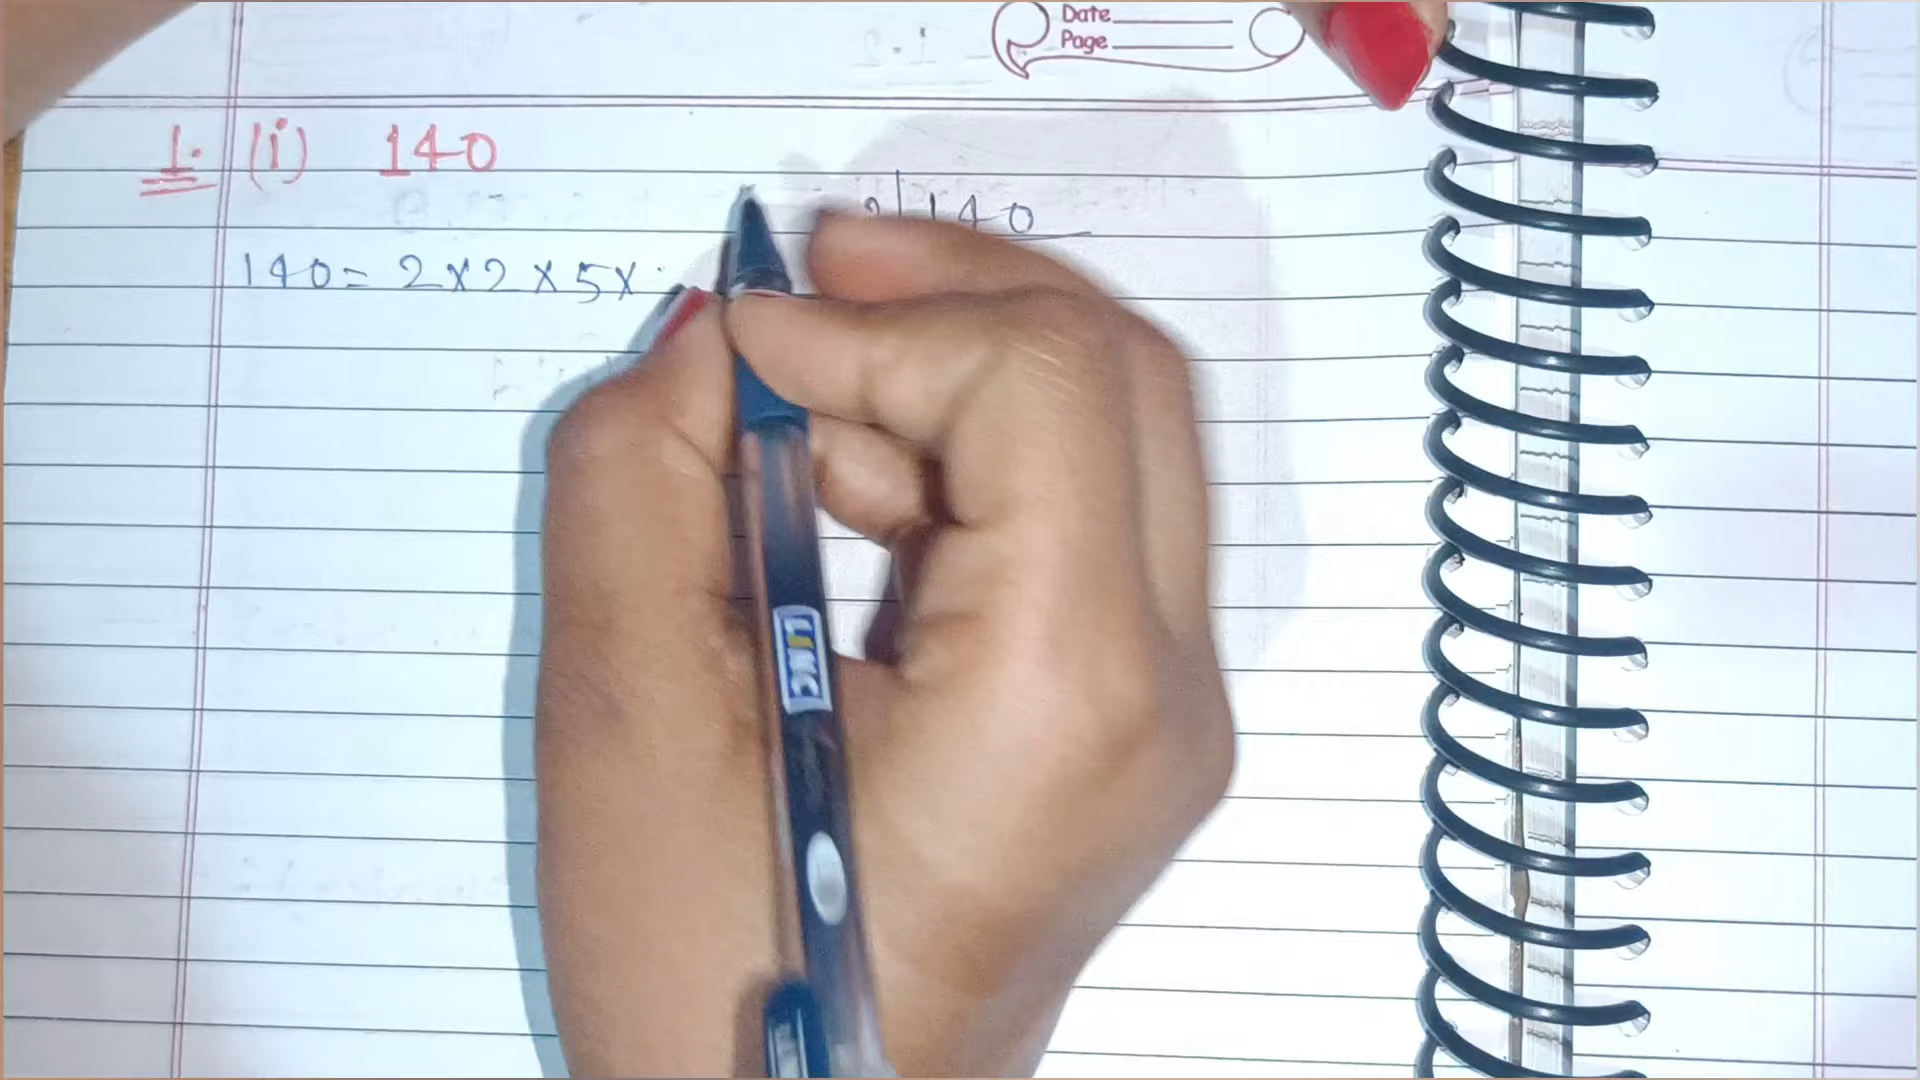 Date
Page
1. (i) 140
2 140
140 = 2 × 2 × 5 ×
LINC